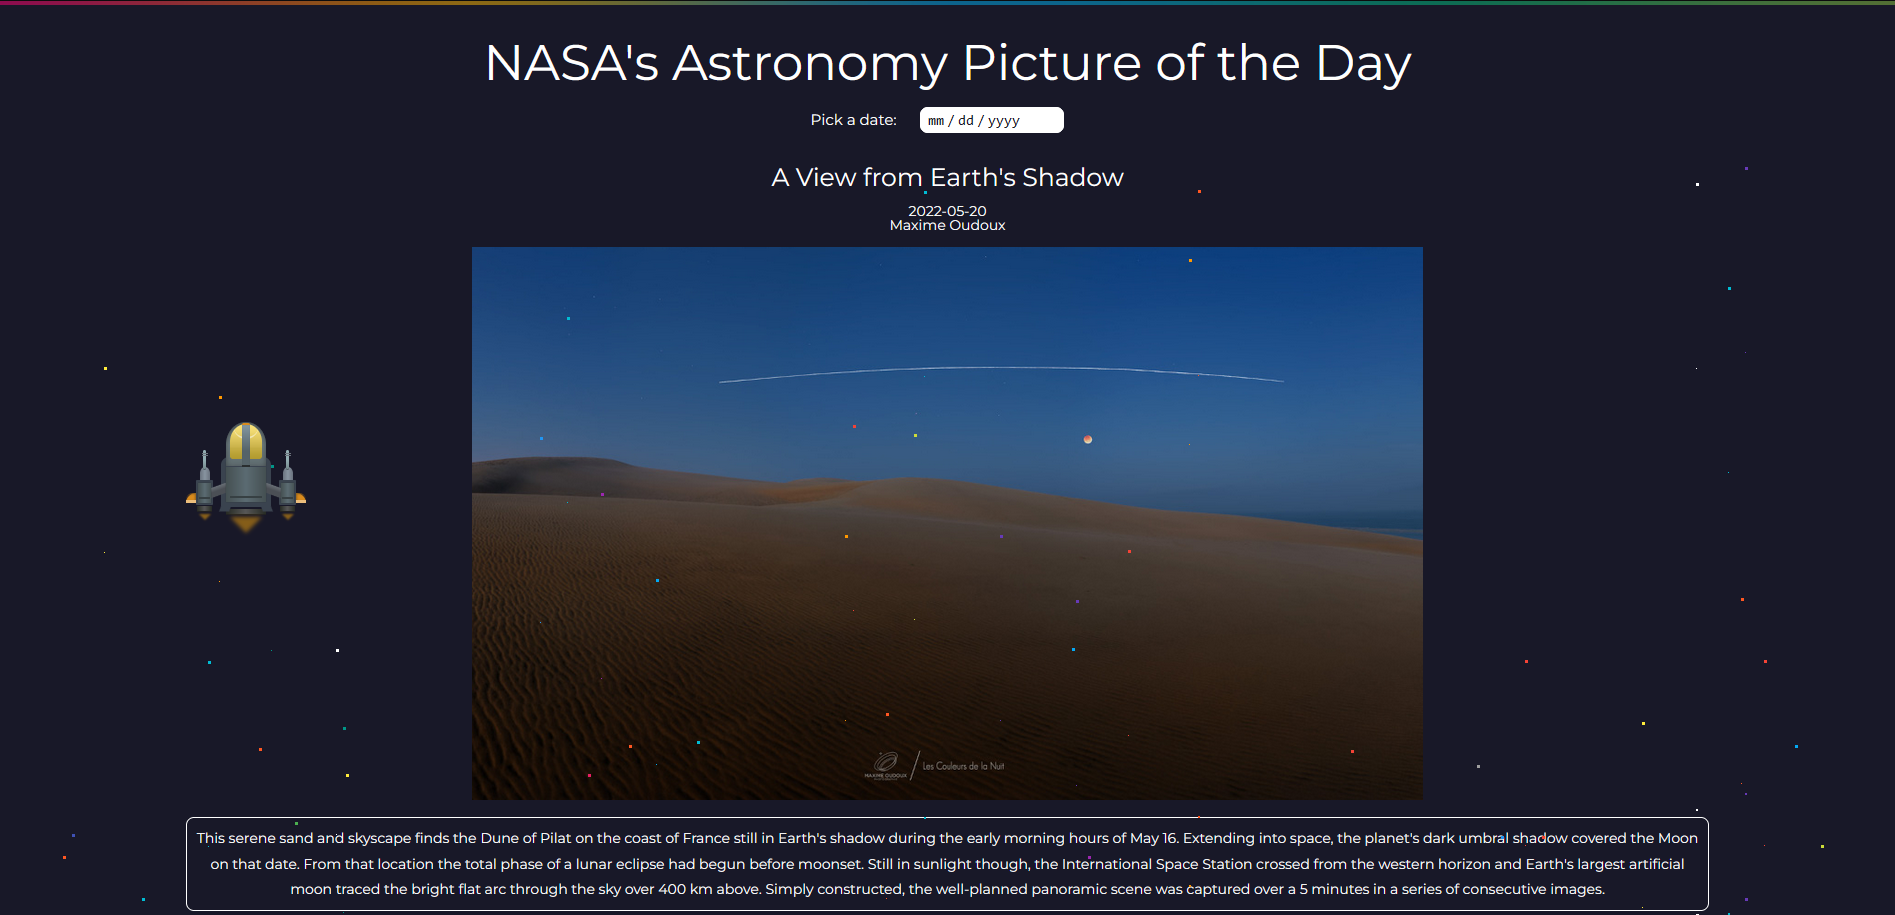 NASA's Astronomy Picture of the Day
Pick a date: mm / dd / yyyy
A View from Earth's Shadow
2022-05-20
Maxime Oudoux
MAXIME OUDOUX
Les Couleurs de la Nuit
This serene sand and skyscape finds the Dune of Pilat on the coast of France still in Earth's shadow during the early morning hours of May 16. Extending into space, the planet's dark umbral shadow covered the Moon
on that date. From that location the total phase of a lunar eclipse had begun before moonset. Still in sunlight though, the International Space Station crossed from the western horizon and Earth's largest artificial
moon traced the bright flat arc through the sky over 400 km above. Simply constructed, the well-planned panoramic scene was captured over a 5 minutes in a series of consecutive images.